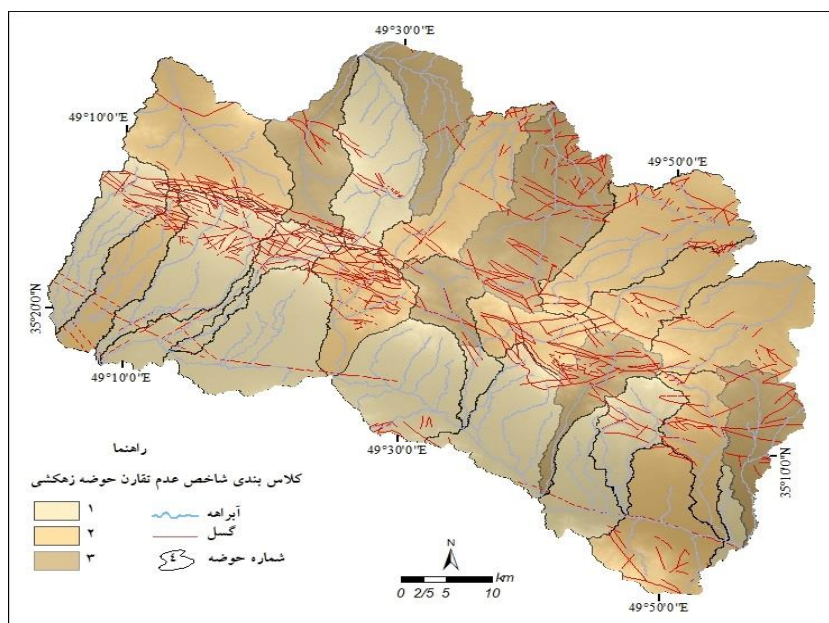 49°30'0"E
49°10'0"E
49°50'0"E
35°20'0"N
49°10'0"E
49°30'0"E
35°10'0"N
49°50'0"E
راهنما
کلاس بندی شاخص عدم تقارن حوضه زهکشی
۱
۲
۳
آبراهه
گسل
شماره حوضه
٤
N
km
0 2/5 5 10